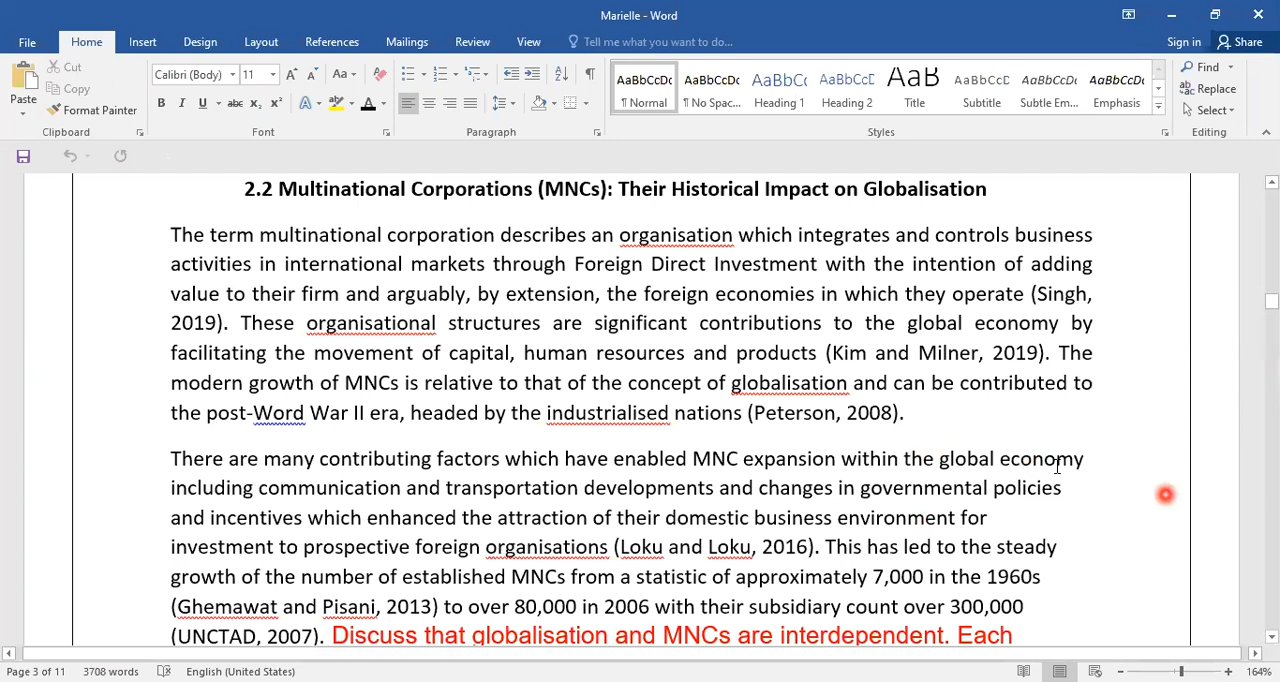 Marielle - Word
File Home Insert Design Layout References Mailings Review View Tell me what you want to do... Sign in Share
Cut
Copy
Format Painter
Paste
Calibri (Body) 11
Aa
AaBbCcDc AaBbCcDc AaBbCc AaBbCcD AaB AaBbCcD AaBbCcDc AaBbCcDc
¶ Normal ¶ No Spac... Heading 1 Heading 2 Title Subtitle Subtle Em... Emphasis
Find
Replace
Select
B I U abc x₂ x² A A
Clipboard Font Paragraph Styles Editing
2.2 Multinational Corporations (MNCs): Their Historical Impact on Globalisation
The term multinational corporation describes an organisation which integrates and controls business
activities in international markets through Foreign Direct Investment with the intention of adding
value to their firm and arguably, by extension, the foreign economies in which they operate (Singh,
2019). These organisational structures are significant contributions to the global economy by
facilitating the movement of capital, human resources and products (Kim and Milner, 2019). The
modern growth of MNCs is relative to that of the concept of globalisation and can be contributed to
the post-Word War II era, headed by the industrialised nations (Peterson, 2008).
There are many contributing factors which have enabled MNC expansion within the global economy
including communication and transportation developments and changes in governmental policies
and incentives which enhanced the attraction of their domestic business environment for
investment to prospective foreign organisations (Loku and Loku, 2016). This has led to the steady
growth of the number of established MNCs from a statistic of approximately 7,000 in the 1960s
(Ghemawat and Pisani, 2013) to over 80,000 in 2006 with their subsidiary count over 300,000
(UNCTAD, 2007). Discuss that globalisation and MNCs are interdependent. Each
Page 3 of 11 3708 words English (United States) 164%